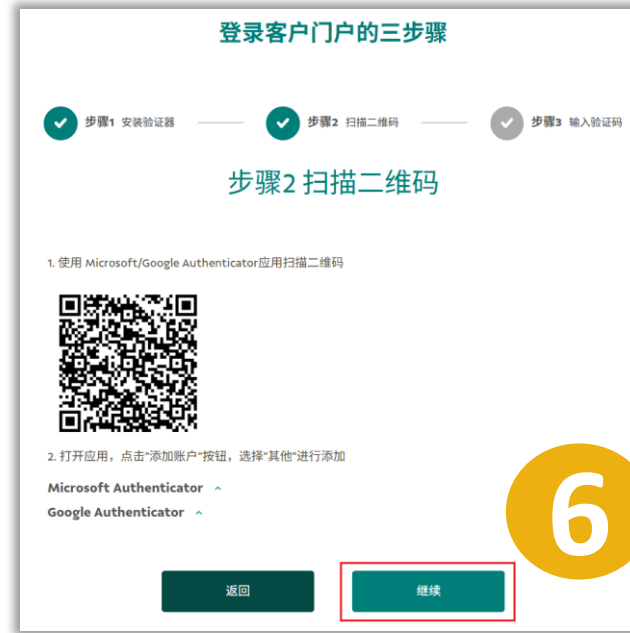 登录客户门户的三步骤
步骤1 安装验证器 步骤2 扫描二维码 步骤3 输入验证码
步骤2 扫描二维码
1. 使用 Microsoft/Google Authenticator应用扫描二维码
2. 打开应用，点击"添加账户"按钮，选择"其他"进行添加
Microsoft Authenticator
Google Authenticator
6
返回 继续